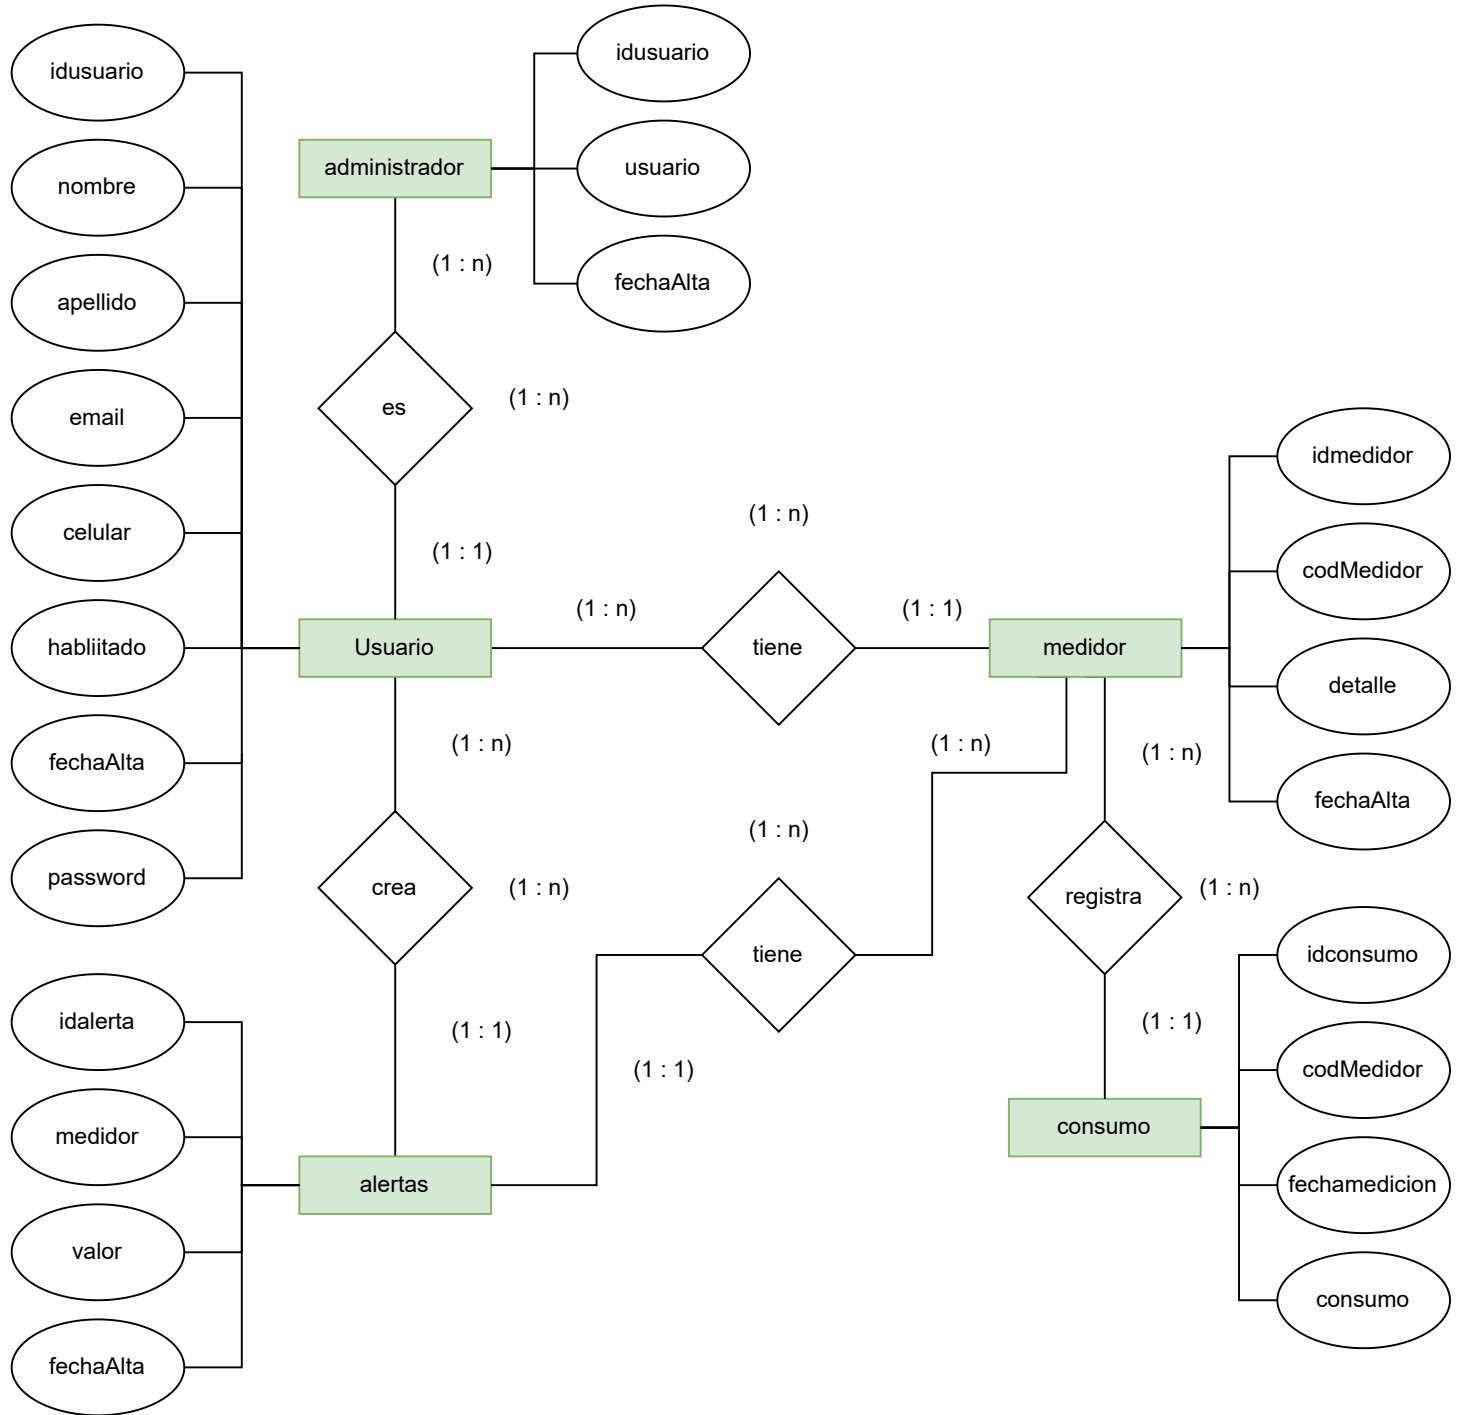 idusuario
nombre
apellido
email
celular
habliitado
fechaAlta
password
administrador
idusuario
usuario
fechaAlta
(1 : n)
es
(1 : n)
(1 : 1)
Usuario
(1 : n)
(1 : n)
tiene
(1 : 1)
medidor
idmedidor
codMedidor
detalle
fechaAlta
(1 : n)
crea
(1 : n)
(1 : 1)
(1 : n)
(1 : n)
tiene
(1 : 1)
(1 : n)
registra
(1 : n)
(1 : 1)
idalerta
medidor
valor
fechaAlta
alertas
consumo
idconsumo
codMedidor
fechamedicion
consumo